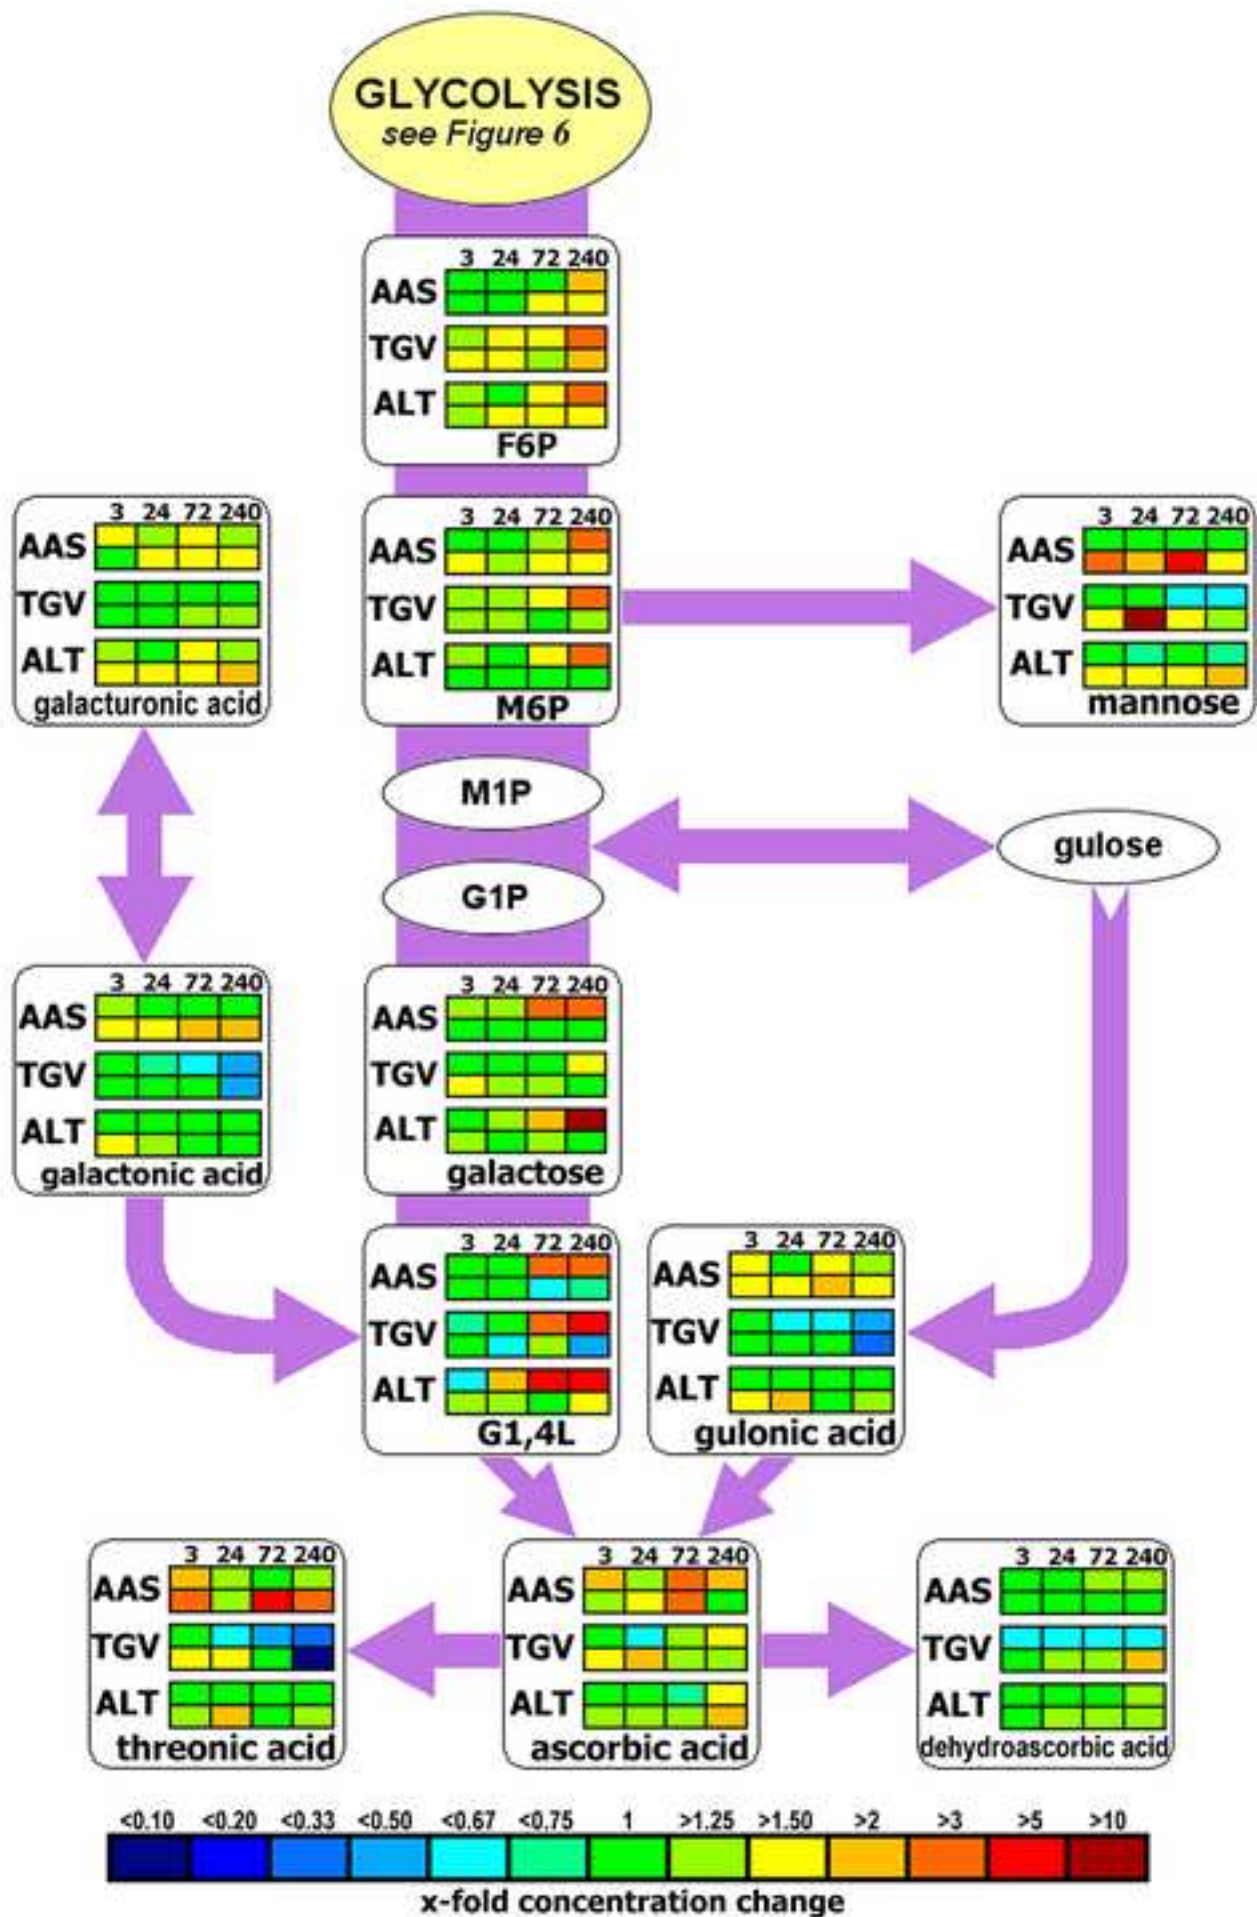 GLYCOLYSIS
see Figure 6
3 24 72 240
AAS
TGV
ALT
F6P
3 24 72 240
AAS
TGV
ALT
galacturonic acid
3 24 72 240
AAS
TGV
ALT
M6P
3 24 72 240
AAS
TGV
ALT
mannose
M1P
gulose
G1P
3 24 72 240
AAS
TGV
ALT
galactonic acid
3 24 72 240
AAS
TGV
ALT
galactose
3 24 72 240
AAS
TGV
ALT
G1,4L
3 24 72 240
AAS
TGV
ALT
gulonic acid
3 24 72 240
AAS
TGV
ALT
threonic acid
3 24 72 240
AAS
TGV
ALT
ascorbic acid
3 24 72 240
AAS
TGV
ALT
dehydroascorbic acid
<0.10 <0.20 <0.33 <0.50 <0.67 <0,75 1 >1.25 >1.50 >2 >3 >5 >10
x-fold concentration change